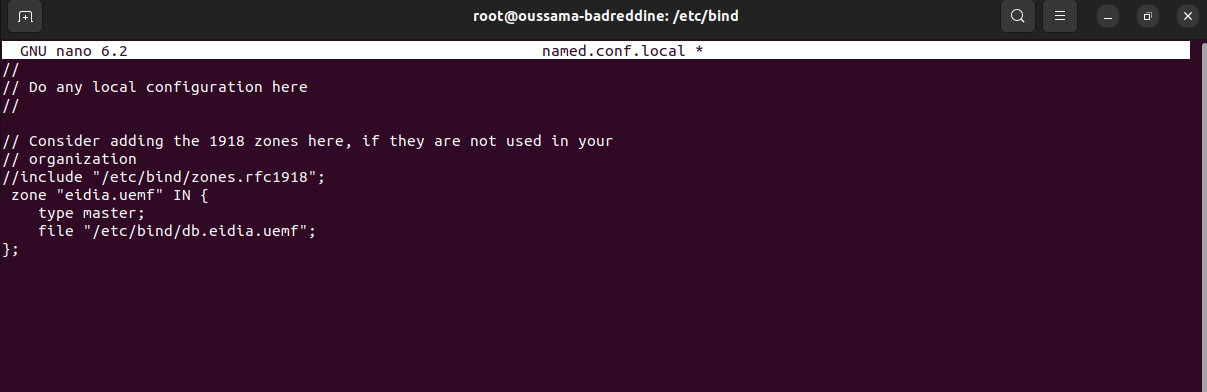 root@oussama-badreddine: /etc/bind
GNU nano 6.2 named.conf.local *
//
// Do any local configuration here
//
// Consider adding the 1918 zones here, if they are not used in your
// organization
//include "/etc/bind/zones.rfc1918";
zone "eidia.uemf" IN {
type master;
file "/etc/bind/db.eidia.uemf";
};